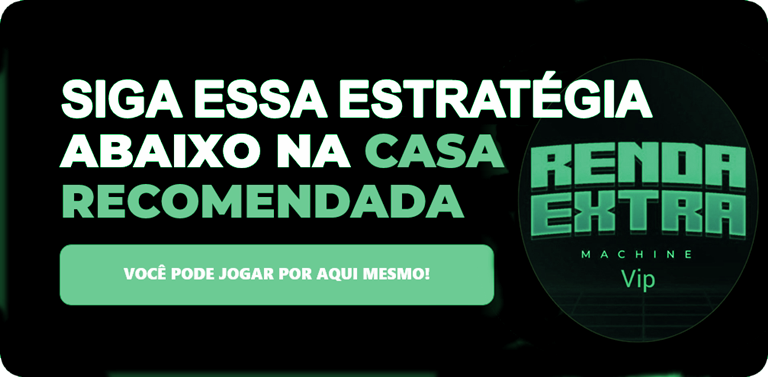 SIGA ESSA ESTRATÉGIA
ABAIXO NA CASA
RECOMENDADA
VOCÊ PODE JOGAR POR AQUI MESMO!
RENDA
EXTRA
MACHINE
Vip